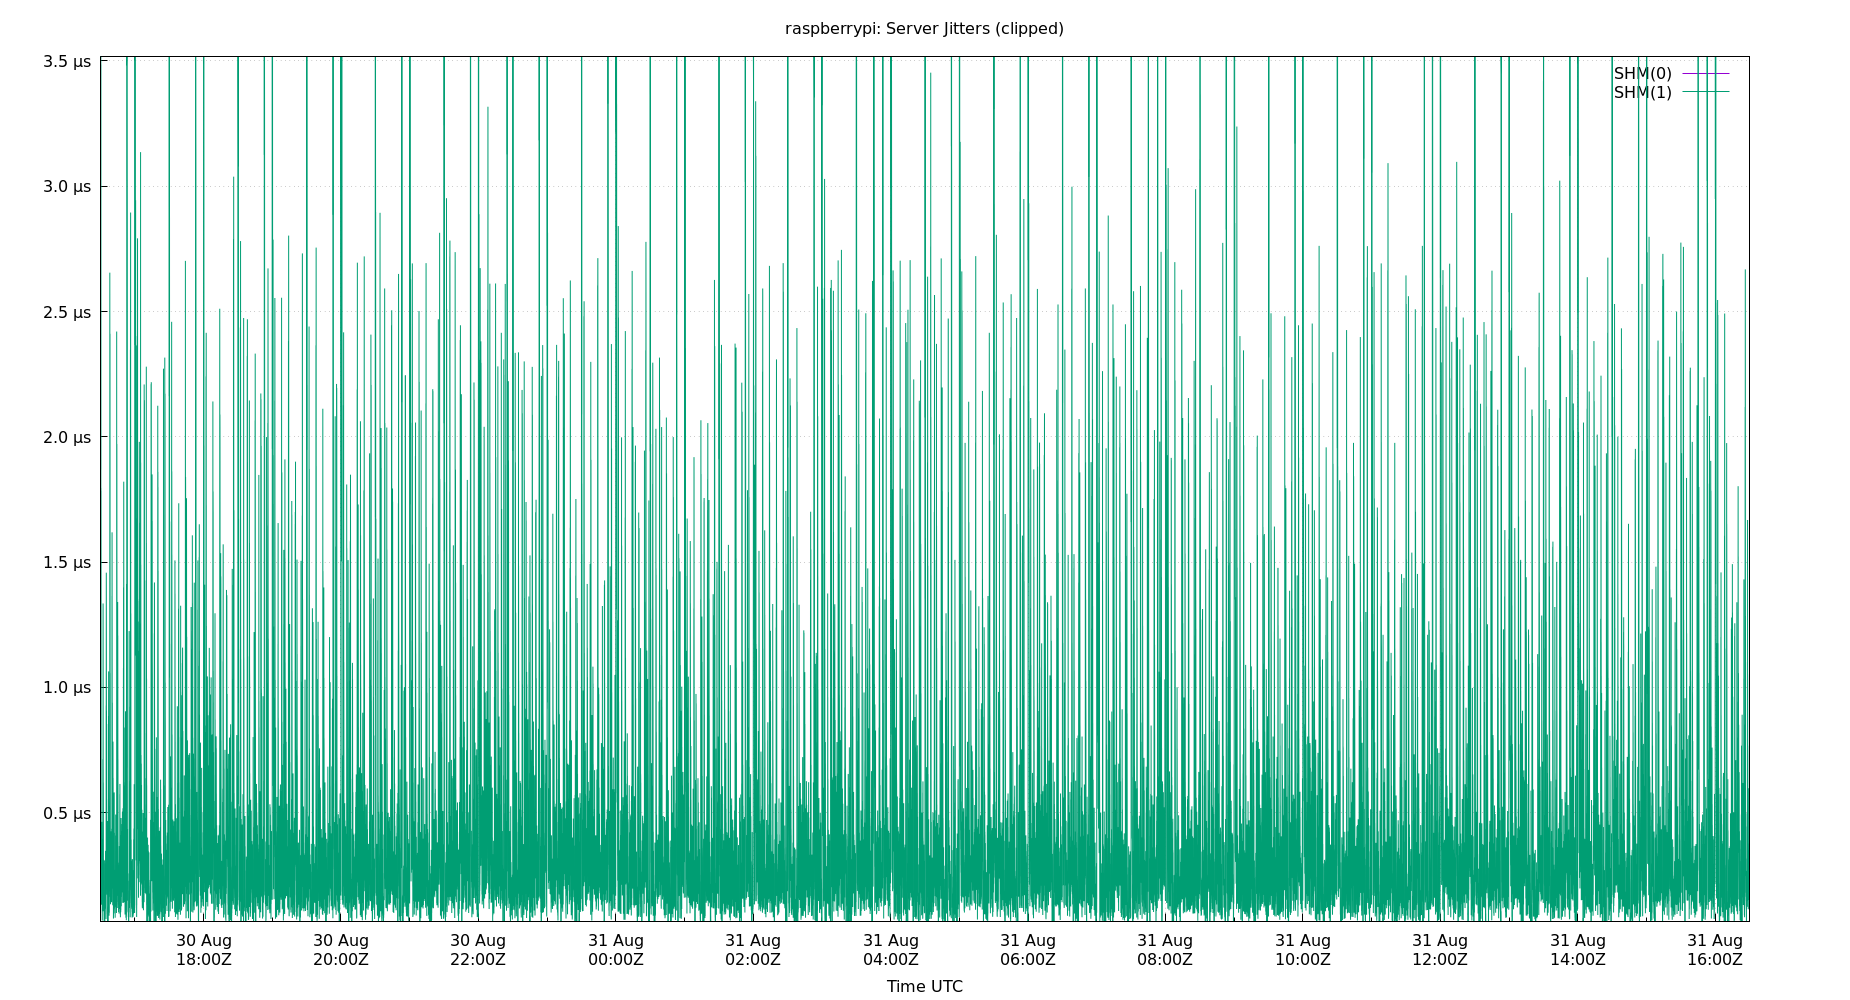 raspberrypi: Server Jitters (clipped)
3.5 µs
3.0 µs
2.5 µs
2.0 µs
1.5 µs
1.0 µs
0.5 µs
SHM(0)
SHM(1)
30 Aug 30 Aug 30 Aug 31 Aug 31 Aug 31 Aug 31 Aug 31 Aug 31 Aug 31 Aug 31 Aug 31 Aug
18:00Z 20:00Z 22:00Z 00:00Z 02:00Z 04:00Z 06:00Z 08:00Z 10:00Z 12:00Z 14:00Z 16:00Z
Time UTC